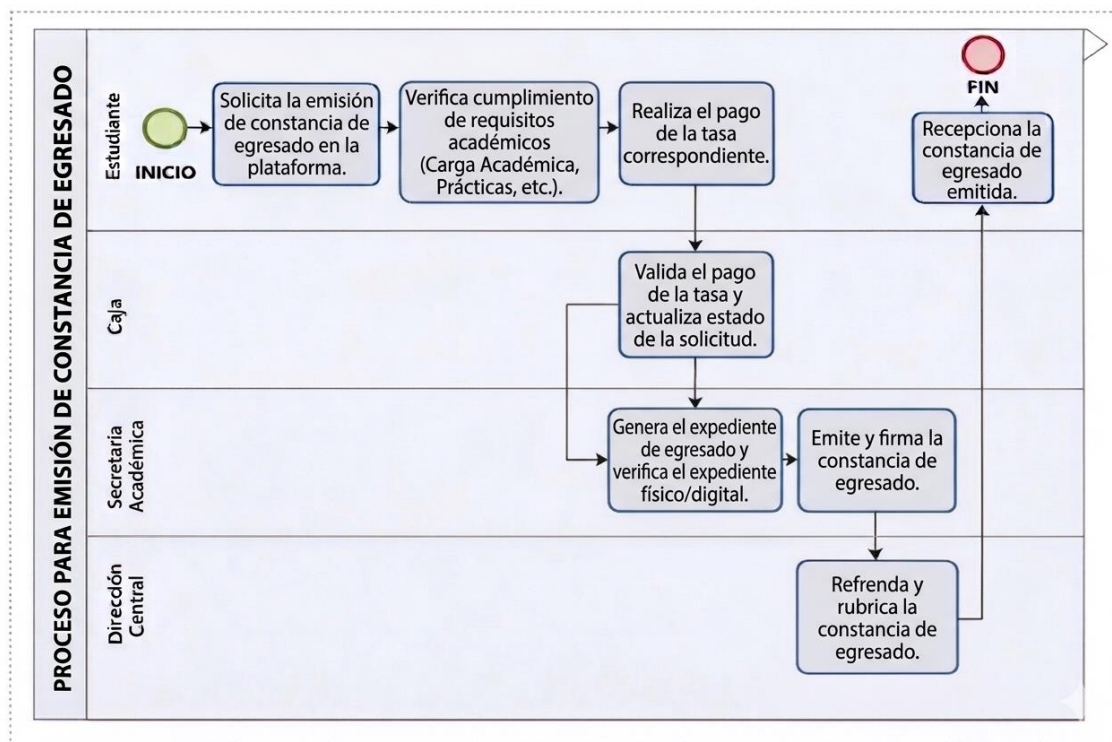 PROCESO PARA EMISIÓN DE CONSTANCIA DE EGRESADO
Estudiante
INICIO
Solicita la emisión
de constancia de
egresado en la
plataforma.
Verifica cumplimiento
de requisitos
académicos
(Carga Académica,
Prácticas, etc.).
Realiza el pago
de la tasa
correspondiente.
FIN
Recepciona la
constancia de
egresado
emitida.
Caja
Valida el pago
de la tasa y
actualiza estado
de la solicitud.
Secretaria
Académica
Genera el expediente
de egresado y
verifica el expediente
físico/digital.
Emite y firma la
constancia de
egresado.
Dirección
Central
Refrenda y
rubrica la
constancia de
egresado.